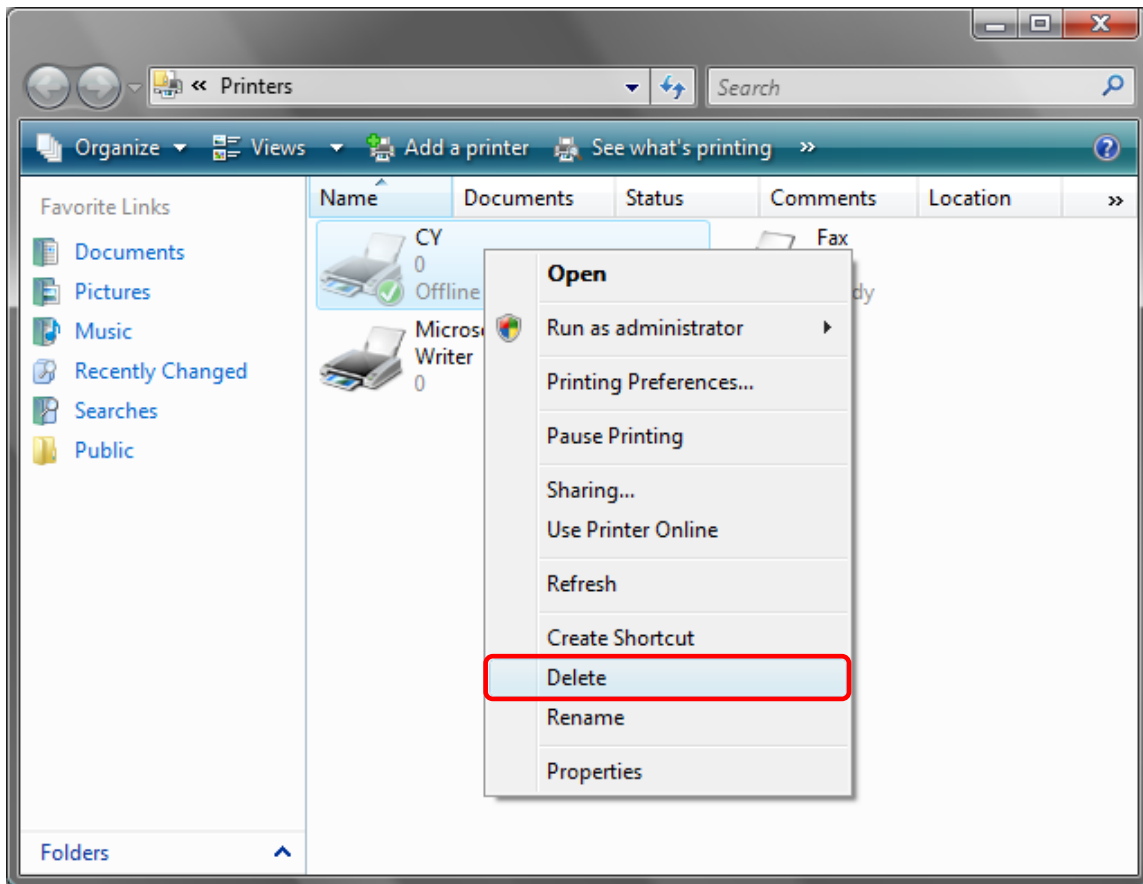 « Printers
Search
Organize Views Add a printer See what's printing »
Favorite Links
Documents
Pictures
Music
Recently Changed
Searches
Public
Folders
Name Documents Status Comments Location »
CY
0
Offline
Fax
Writer
0
Open
Run as administrator
Printing Preferences...
Pause Printing
Sharing...
Use Printer Online
Refresh
Create Shortcut
Delete
Rename
Properties